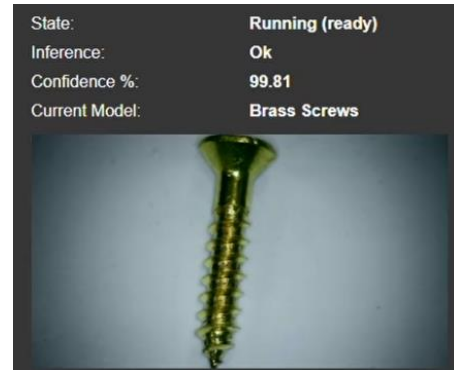 State: Running (ready)
Inference: Ok
Confidence %: 99.81
Current Model: Brass Screws